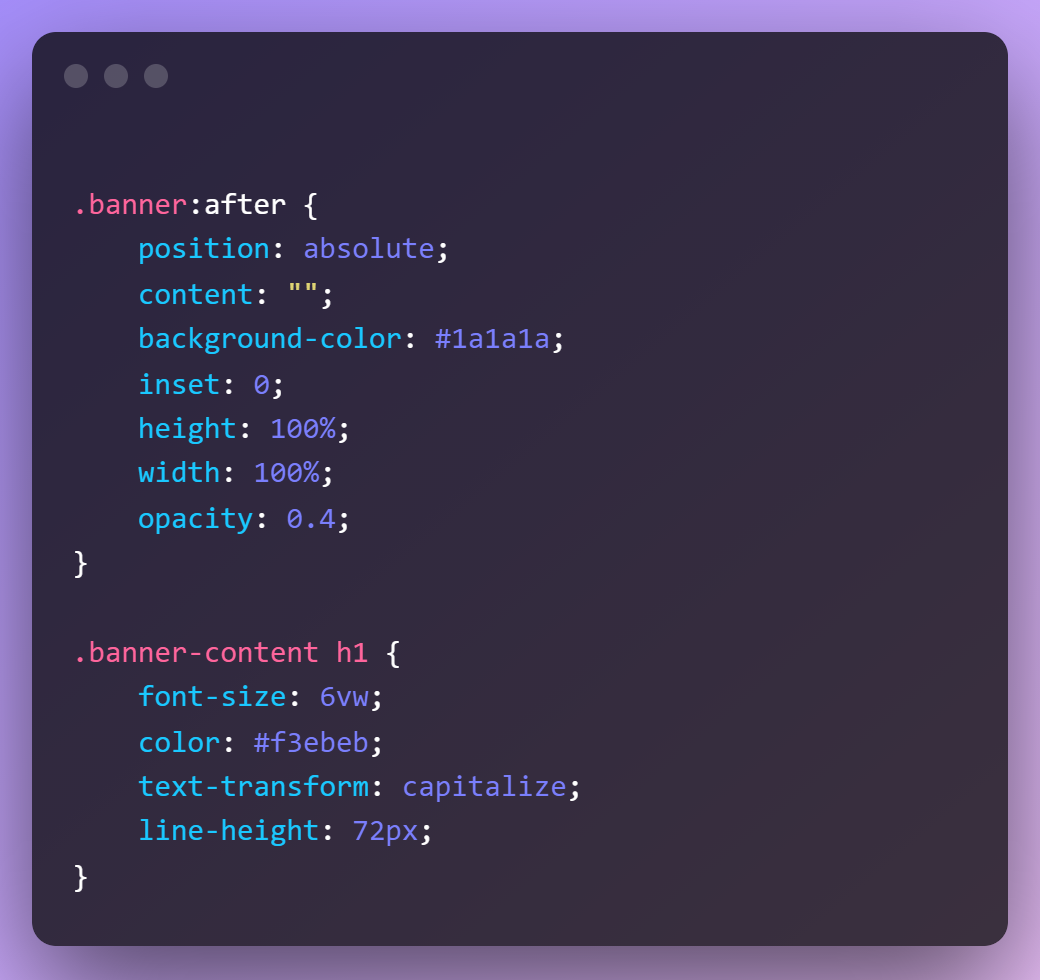 .banner:after {
    position: absolute;
    content: "";
    background-color: #1a1a1a;
    inset: 0;
    height: 100%;
    width: 100%;
    opacity: 0.4;
}

.banner-content h1 {
    font-size: 6vw;
    color: #f3ebeb;
    text-transform: capitalize;
    line-height: 72px;
}